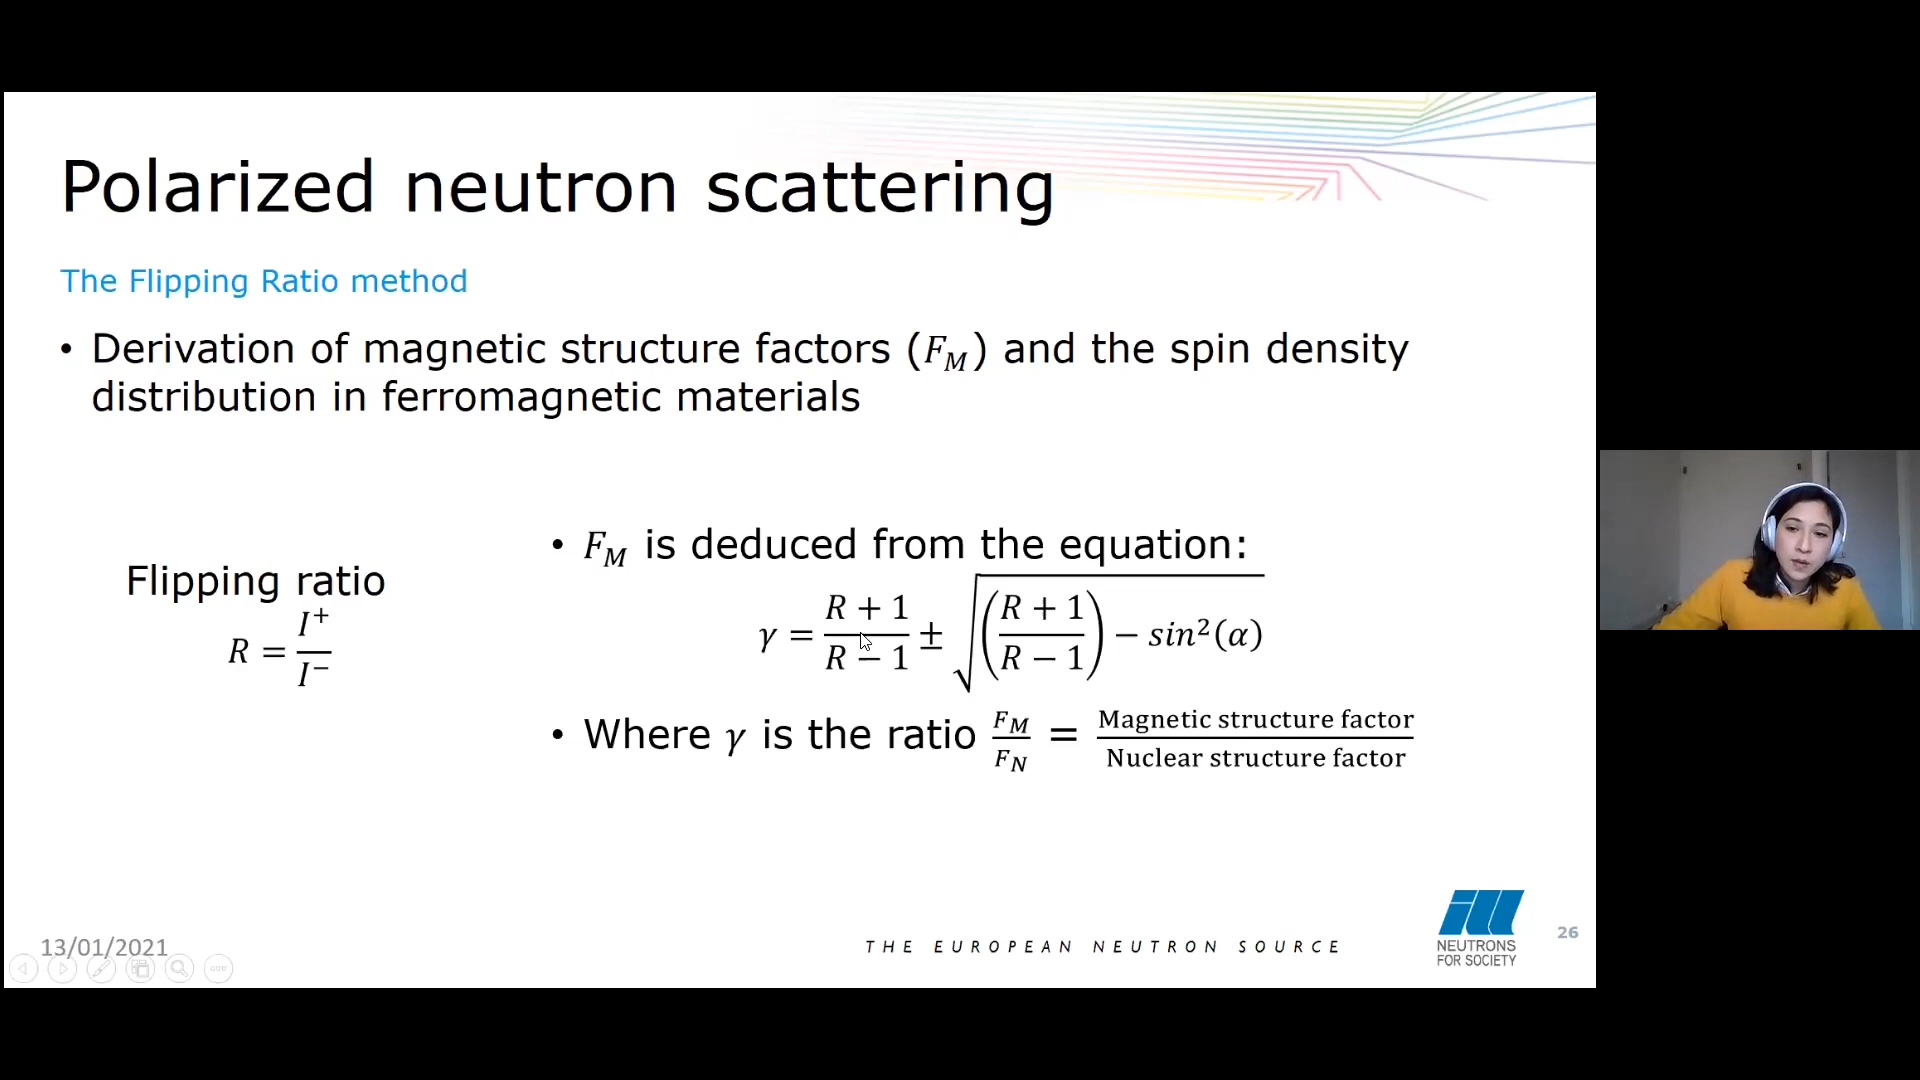 Polarized neutron scattering
The Flipping Ratio method
• Derivation of magnetic structure factors (F_M) and the spin density
distribution in ferromagnetic materials
Flipping ratio
R = I⁺/I⁻
• F_M is deduced from the equation:
γ = (R + 1)/(R − 1) ± √(((R + 1)/(R − 1)) − sin²(α))
• Where γ is the ratio F_M/F_N = Magnetic structure factor/Nuclear structure factor
13/01/2021
THE EUROPEAN NEUTRON SOURCE
ill
NEUTRONS
FOR SOCIETY
26